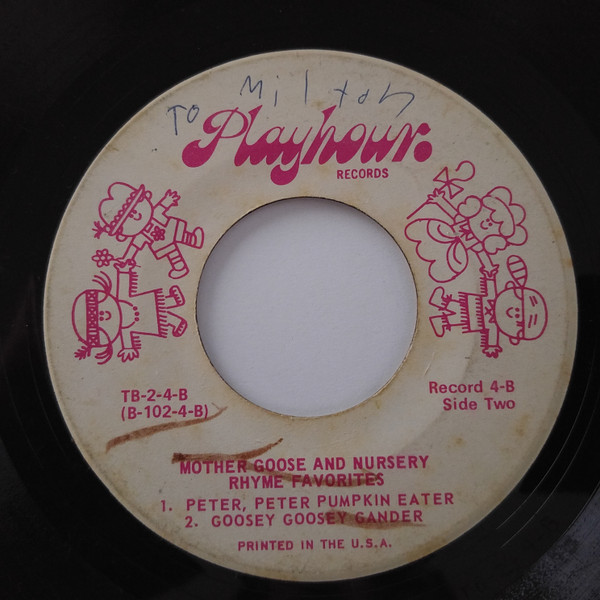 TO Milton
Playhour
RECORDS
TB-2-4-B
(B-102-4-B)
Record 4-B
Side Two
MOTHER GOOSE AND NURSERY
RHYME FAVORITES
1. PETER, PETER PUMPKIN EATER
2. GOOSEY GOOSEY GANDER
PRINTED IN THE U.S.A.